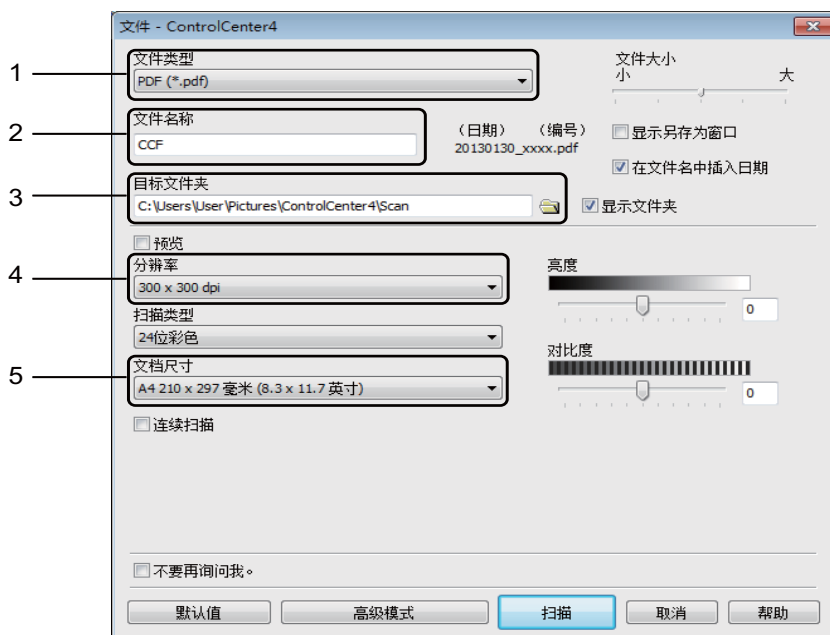 文件 - ControlCenter4
1
文件类型
PDF (*.pdf)
文件大小
小 大
2
文件名称
CCF
(日期) (编号)
20130130_xxxx.pdf
显示另存为窗口
在文件名中插入日期
3
目标文件夹
C:\Users\User\Pictures\ControlCenter4\Scan
显示文件夹
预览
4
分辨率
300 x 300 dpi
亮度
0
扫描类型
24位彩色
对比度
0
5
文档尺寸
A4 210 x 297 毫米 (8.3 x 11.7 英寸)
连续扫描
不要再询问我。
默认值 高级模式 扫描 取消 帮助